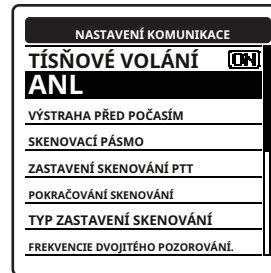 NASTAVENÍ KOMUNIKACE
TÍSŇOVÉ VOLÁNÍ ON
ANL
VÝSTRAHA PŘED POČASÍM
SKENOVACÍ PÁSMO
ZASTAVENÍ SKENOVÁNÍ PTT
POKRAČOVÁNÍ SKENOVÁNÍ
TYP ZASTAVENÍ SKENOVÁNÍ
FREKVENCIE DVOJITÉHO POZOROVÁNÍ.